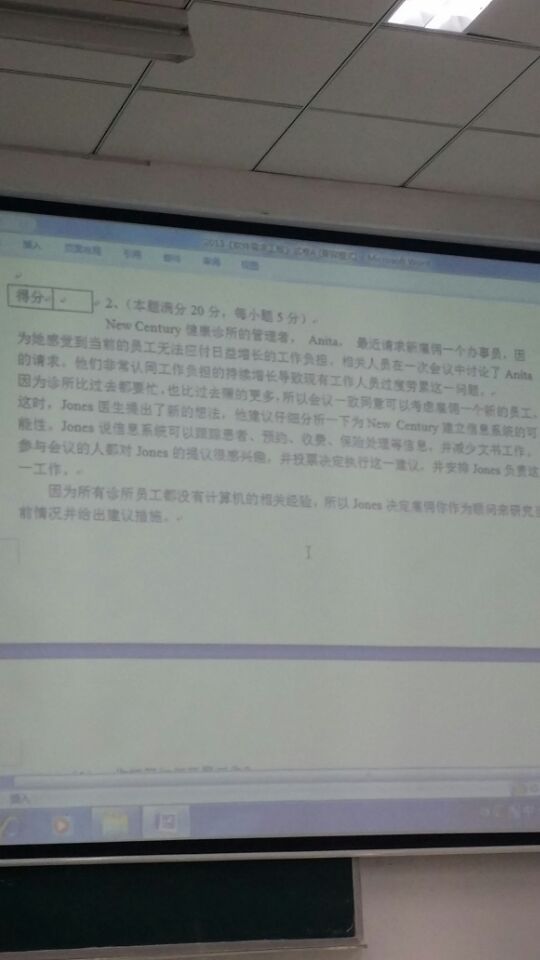 插入 页面布局 引用 邮件 审阅 视图
Microsoft Word
得分
2、（本题满分 20 分，每小题 5 分）
New Century 健康诊所的管理者， Anita， 最近请求新雇佣一个办事员，因
为她感觉到当前的员工无法应付日益增长的工作负担。相关人员在一次会议中讨论了 Anita
的请求。他们非常认同工作负担的持续增长导致现有工作人员过度劳累这一问题。
因为诊所比过去都要忙，也比过去赚的更多，所以会议一致同意可以考虑雇佣一个新的员工。
这时，Jones 医生提出了新的想法，他建议仔细分析一下为 New Century 建立信息系统的可
能性。Jones 说信息系统可以跟踪患者、预约、收费、保险处理等信息，并减少文书工作。
参与会议的人都对 Jones 的提议很感兴趣，并投票决定执行这一建议，并安排 Jones 负责这
一工作。
因为所有诊所员工都没有计算机的相关经验，所以 Jones 决定雇佣你作为顾问来研究当
前情况并给出建议措施。
插入